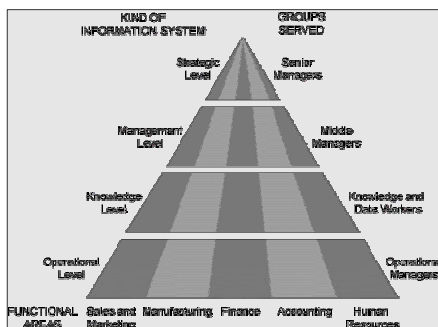 KIND OF
INFORMATION SYSTEM
GROUPS
SERVED
Strategic
Level
Senior
Managers
Management
Level
Middle
Managers
Knowledge
Level
Knowledge and
Data Workers
Operational
Level
Operational
Managers
FUNCTIONAL
AREAS
Sales and
Marketing
Manufacturing
Finance
Accounting
Human
Resources